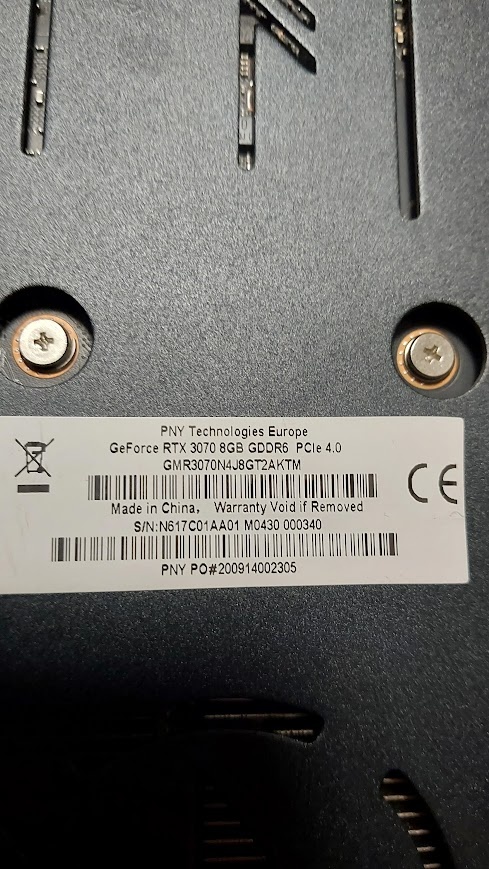 PNY Technologies Europe
GeForce RTX 3070 8GB GDDR6 PCIe 4.0
GMR3070N4J8GT2AKTM
Made in China， Warranty Void if Removed
S/N:N617C01AA01 M0430 000340
PNY PO#200914002305
CE